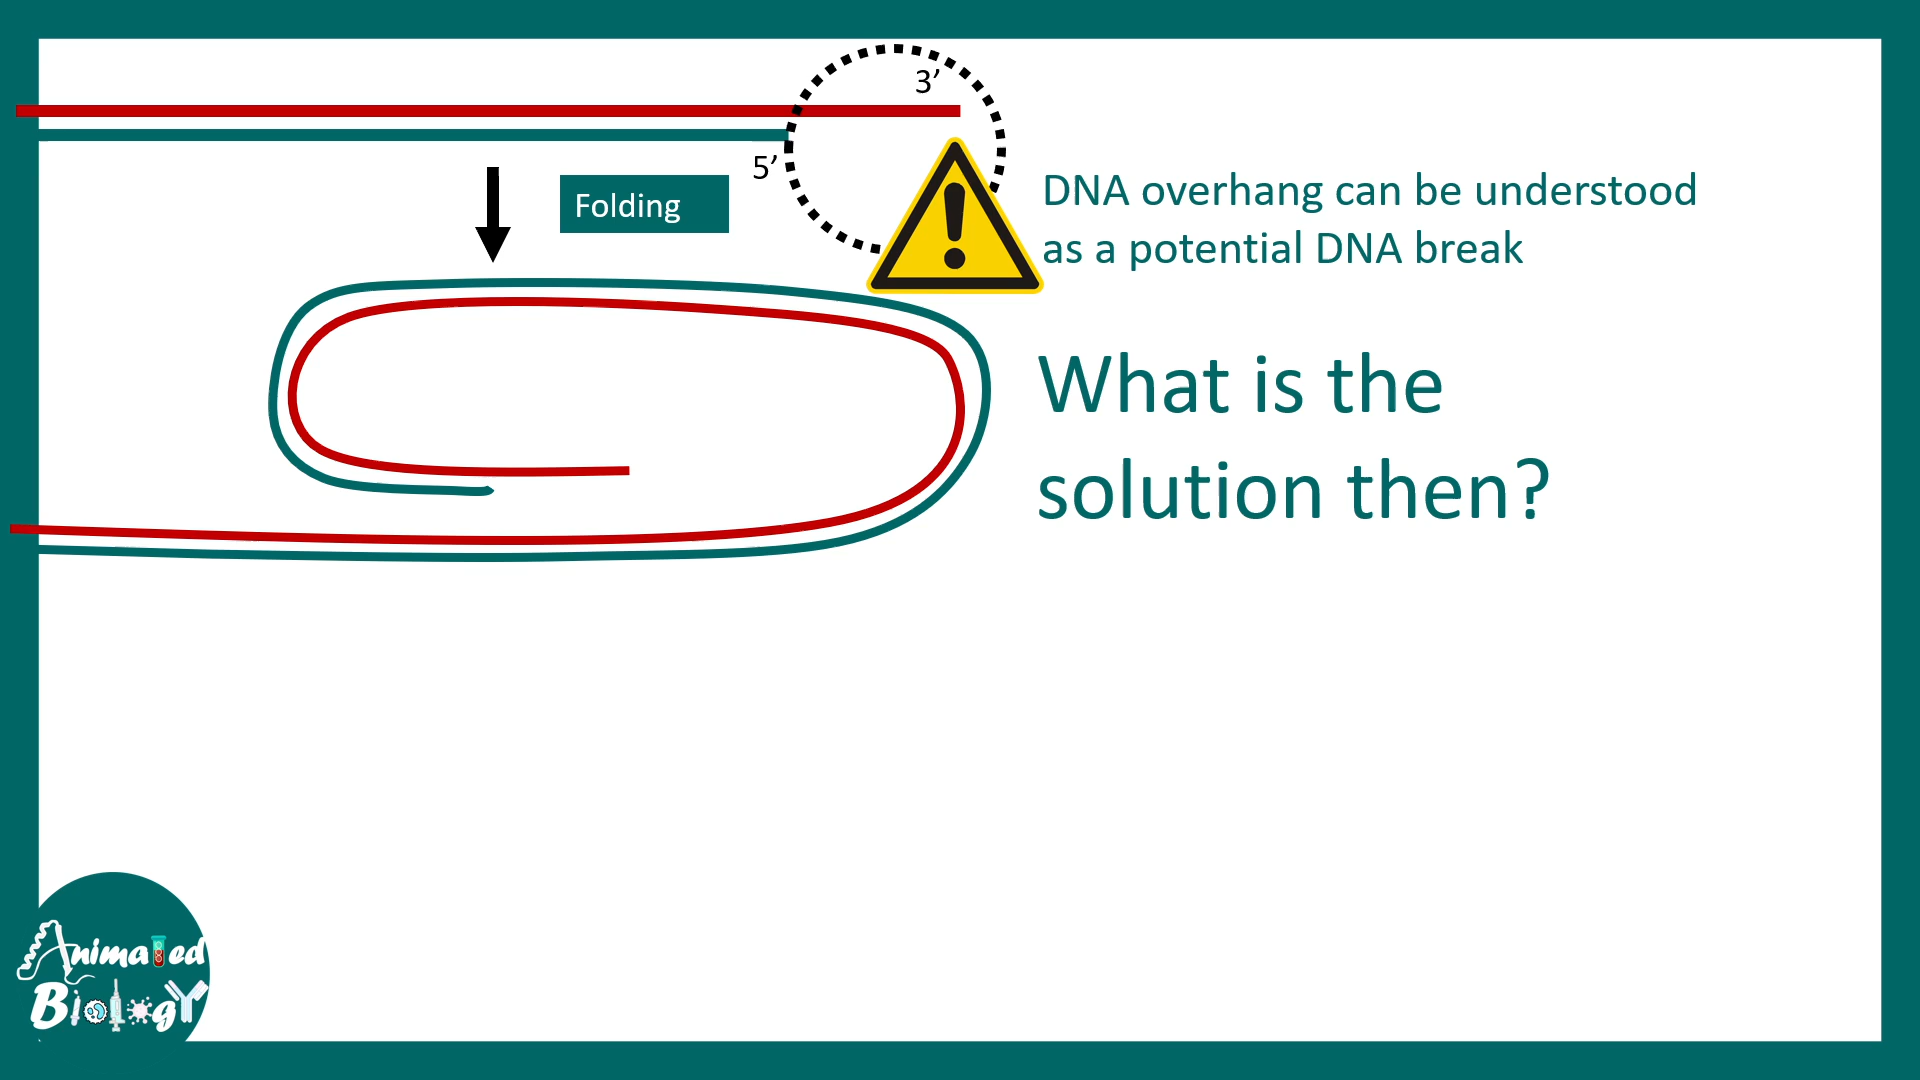 3’
5’
Folding
DNA overhang can be understood
as a potential DNA break
What is the
solution then?
Animated
Biology